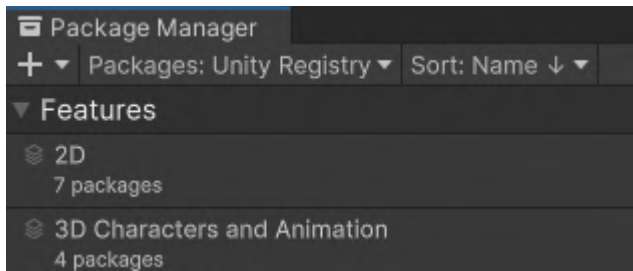 Package Manager
+ Packages: Unity Registry Sort: Name ↓
Features
2D
7 packages
3D Characters and Animation
4 packages